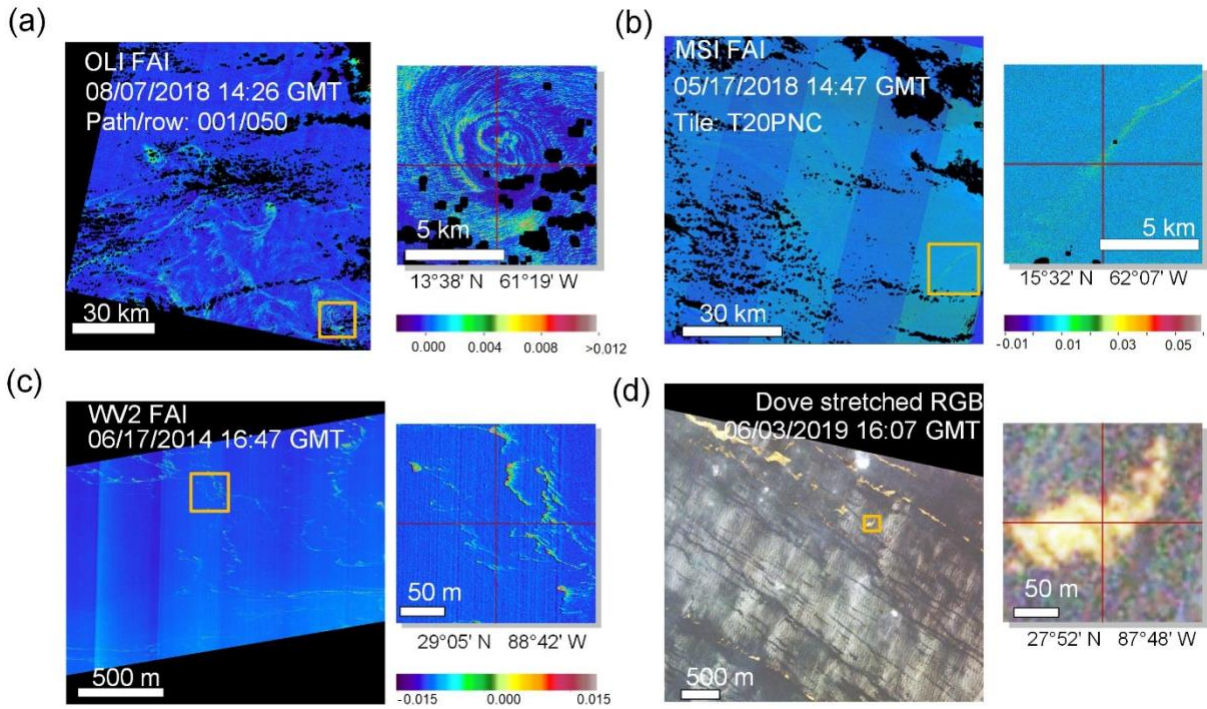 (a)
OLI FAI
08/07/2018 14:26 GMT
Path/row: 001/050
30 km
5 km
13°38' N 61°19' W
0.000 0.004 0.008 >0.012
(b)
MSI FAI
05/17/2018 14:47 GMT
Tile: T20PNC
30 km
5 km
15°32' N 62°07' W
-0.01 0.01 0.03 0.05
(c)
WV2 FAI
06/17/2014 16:47 GMT
500 m
50 m
29°05' N 88°42' W
-0.015 0.000 0.015
(d)
Dove stretched RGB
06/03/2019 16:07 GMT
500 m
50 m
27°52' N 87°48' W